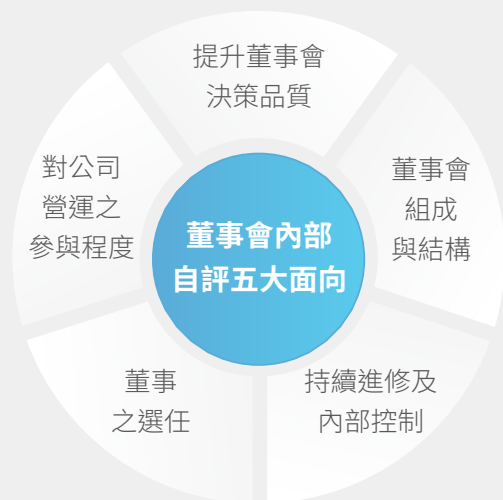 提升董事會
決策品質
對公司
營運之
參與程度
董事會
組成
與結構
董事會內部
自評五大面向
董事
之選任
持續進修及
內部控制